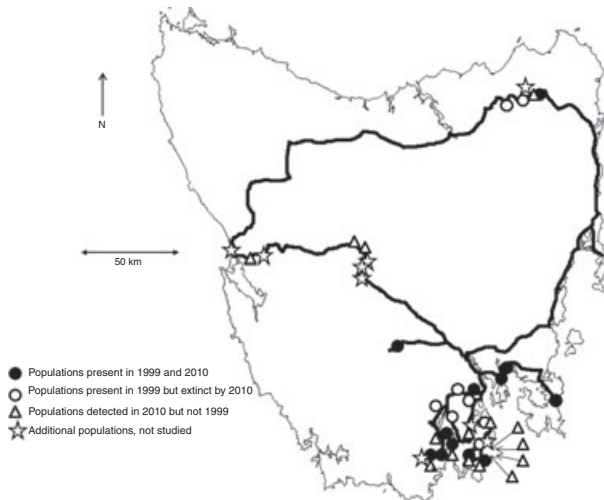 N
50 km
Populations present in 1999 and 2010
Populations present in 1999 but extinct by 2010
Populations detected in 2010 but not 1999
Additional populations, not studied